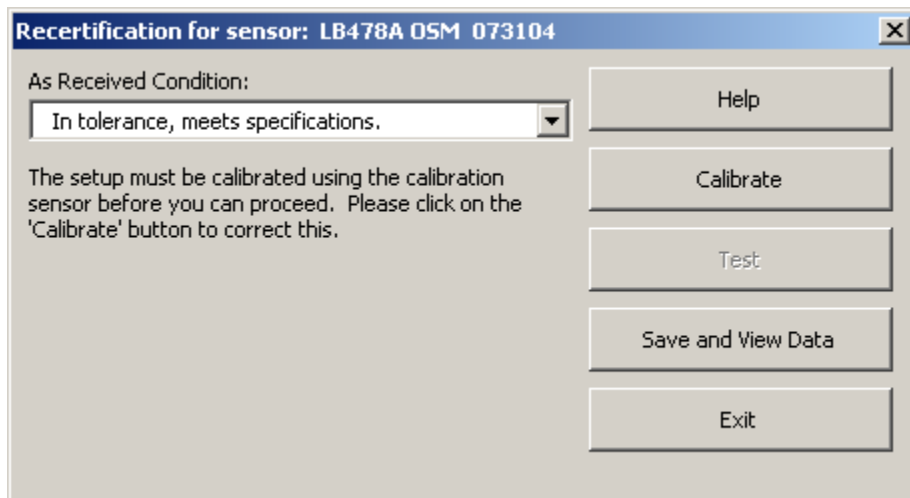 Recertification for sensor: LB478A OSM 073104
As Received Condition:
In tolerance, meets specifications.
The setup must be calibrated using the calibration
sensor before you can proceed. Please click on the
'Calibrate' button to correct this.
Help
Calibrate
Test
Save and View Data
Exit